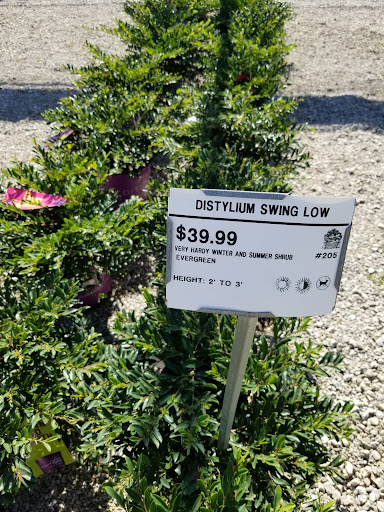 DISTYLIUM SWING LOW
$39.99
VERY HARDY WINTER AND SUMMER SHRUB
EVERGREEN
#205
HEIGHT: 2' TO 3'